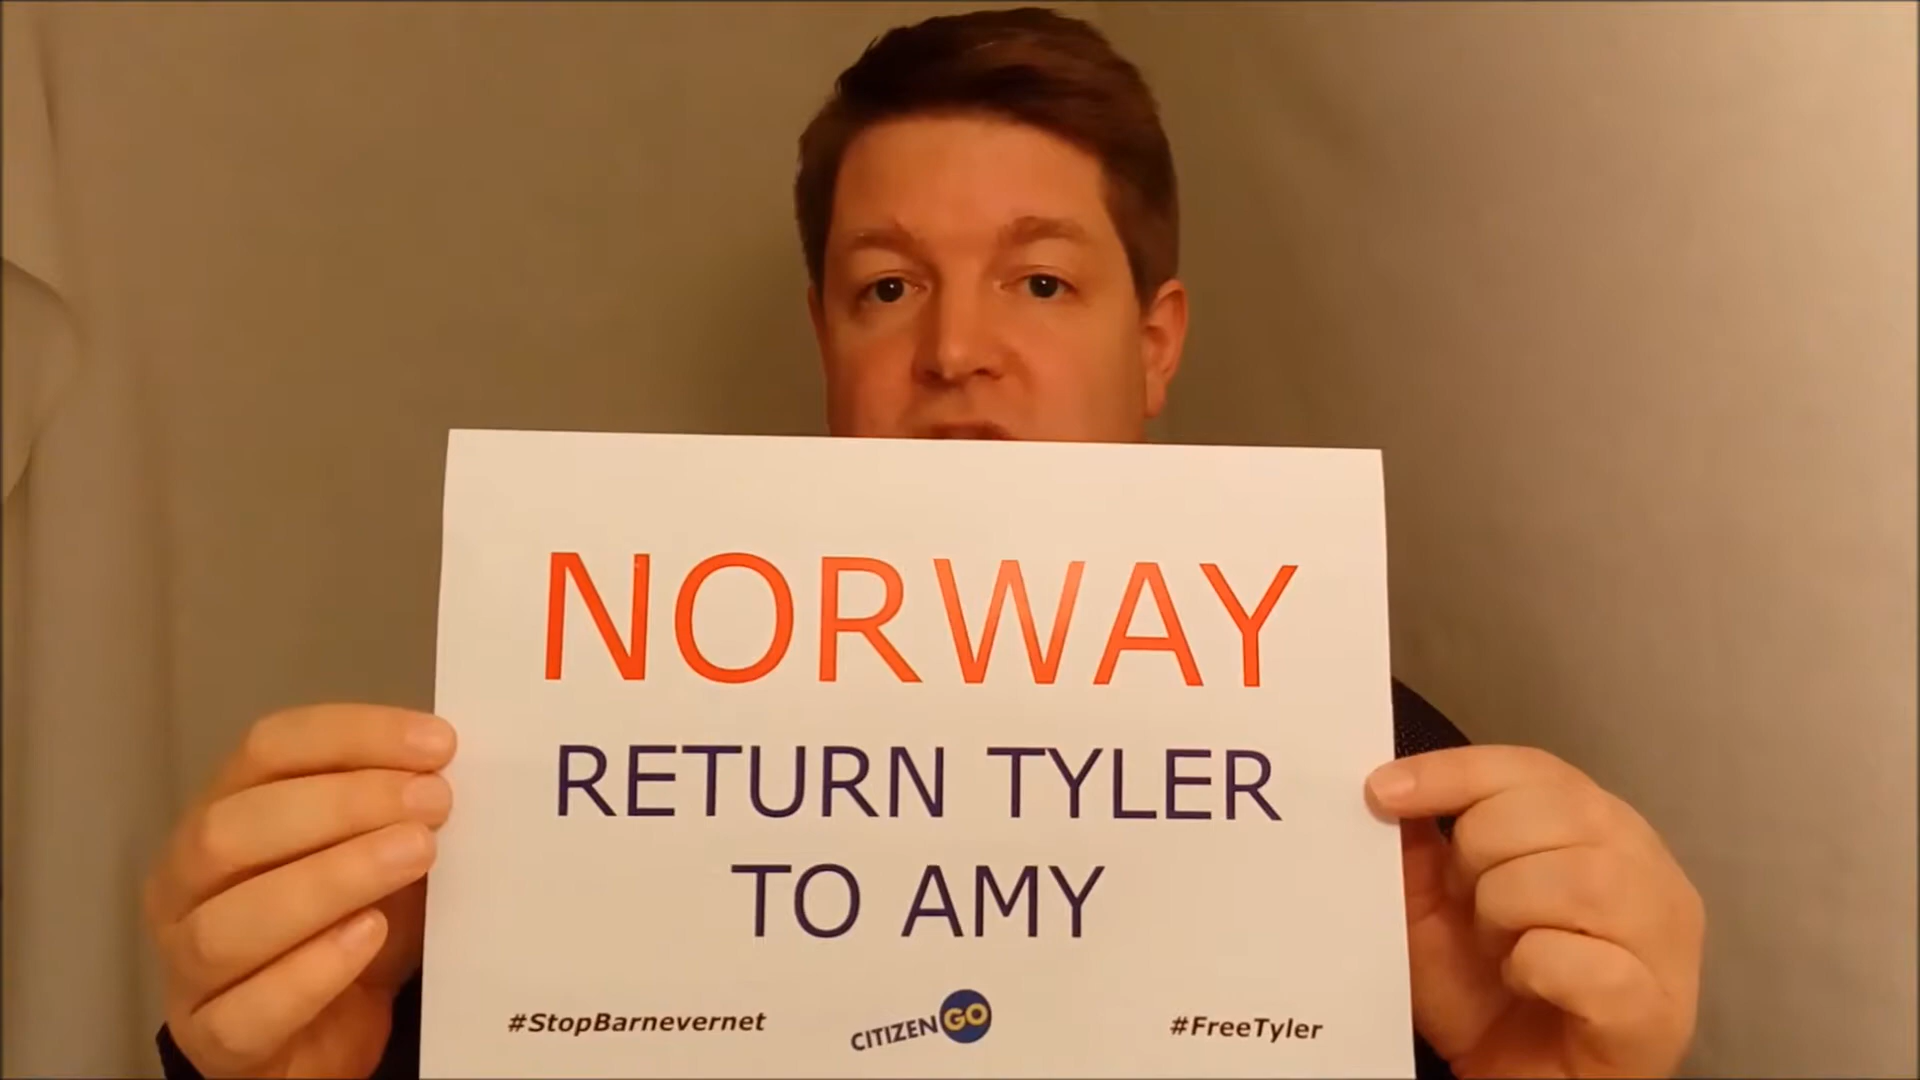 NORWAY
RETURN TYLER
TO AMY
#StopBarnevernet
CITIZENGO
#FreeTyler